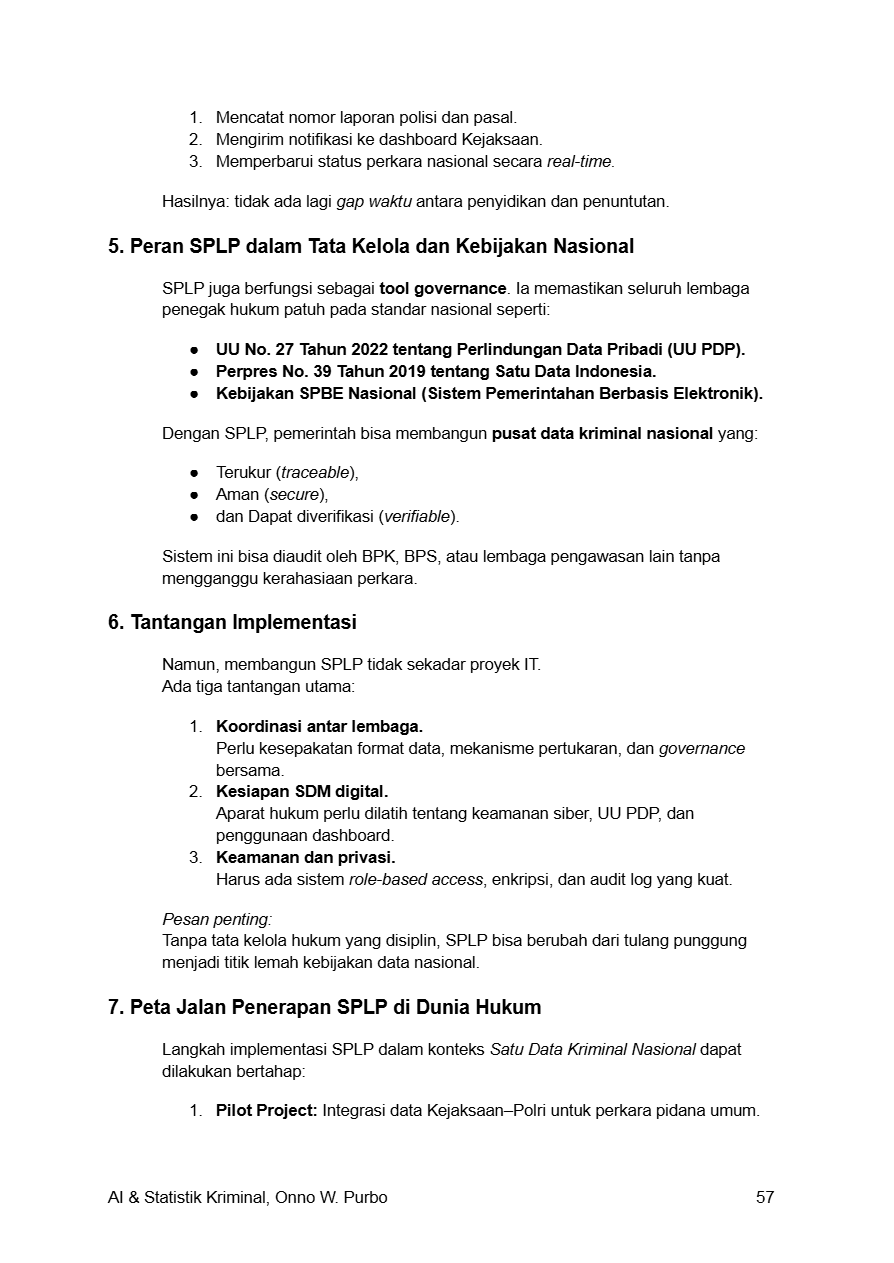 1. Mencatat nomor laporan polisi dan pasal.
2. Mengirim notifikasi ke dashboard Kejaksaan.
3. Memperbarui status perkara nasional secara real-time.
Hasilnya: tidak ada lagi gap waktu antara penyidikan dan penuntutan.
5. Peran SPLP dalam Tata Kelola dan Kebijakan Nasional
SPLP juga berfungsi sebagai tool governance. Ia memastikan seluruh lembaga
penegak hukum patuh pada standar nasional seperti:
● UU No. 27 Tahun 2022 tentang Perlindungan Data Pribadi (UU PDP).
● Perpres No. 39 Tahun 2019 tentang Satu Data Indonesia.
● Kebijakan SPBE Nasional (Sistem Pemerintahan Berbasis Elektronik).
Dengan SPLP, pemerintah bisa membangun pusat data kriminal nasional yang:
● Terukur (traceable),
● Aman (secure),
● dan Dapat diverifikasi (verifiable).
Sistem ini bisa diaudit oleh BPK, BPS, atau lembaga pengawasan lain tanpa
mengganggu kerahasiaan perkara.
6. Tantangan Implementasi
Namun, membangun SPLP tidak sekadar proyek IT.
Ada tiga tantangan utama:
1. Koordinasi antar lembaga.
Perlu kesepakatan format data, mekanisme pertukaran, dan governance
bersama.
2. Kesiapan SDM digital.
Aparat hukum perlu dilatih tentang keamanan siber, UU PDP, dan
penggunaan dashboard.
3. Keamanan dan privasi.
Harus ada sistem role-based access, enkripsi, dan audit log yang kuat.
Pesan penting:
Tanpa tata kelola hukum yang disiplin, SPLP bisa berubah dari tulang punggung
menjadi titik lemah kebijakan data nasional.
7. Peta Jalan Penerapan SPLP di Dunia Hukum
Langkah implementasi SPLP dalam konteks Satu Data Kriminal Nasional dapat
dilakukan bertahap:
1. Pilot Project: Integrasi data Kejaksaan–Polri untuk perkara pidana umum.
AI & Statistik Kriminal, Onno W. Purbo 57